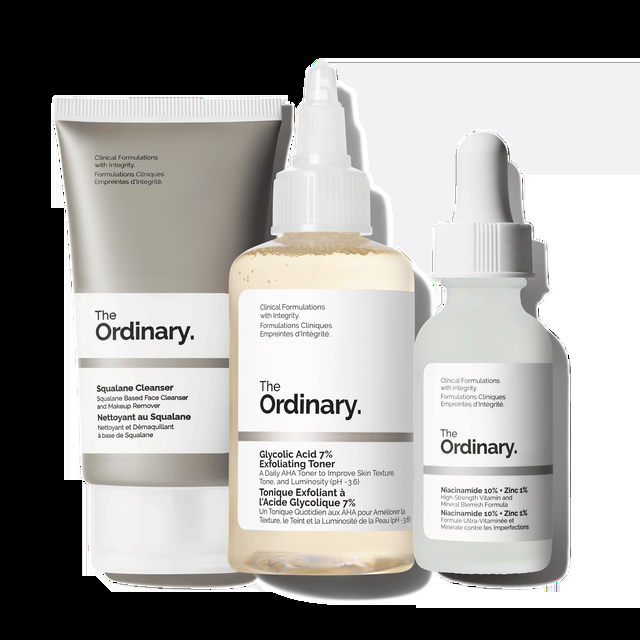 Clinical Formulations
with Integrity.
Formulations Cliniques
Empreintes d'Intégrité.
The
Ordinary.
Squalane Cleanser
Squalane Based Face Cleanser
and Makeup Remover
Nettoyant au Squalane
Nettoyant et Démaquillant
à base de Squalane
Clinical Formulations
with Integrity.
Formulations Cliniques
Empreintes d'Intégrité.
The
Ordinary.
Glycolic Acid 7%
Exfoliating Toner
A Daily AHA Toner to Improve Skin Texture,
Tone, and Luminosity (pH ~3.6)
Tonique Exfoliant à
l'Acide Glycolique 7%
Un Tonique Quotidien aux AHA pour Améliorer la
Texture, le Teint et la Luminosité de la Peau (pH ~3.6)
Clinical Formulations
with Integrity.
Formulations Cliniques
Empreintes d'Intégrité.
The
Ordinary.
Niacinamide 10% + Zinc 1%
High-Strength Vitamin and
Mineral Blemish Formula
Niacinamide 10% + Zinc 1%
Formule Ultra-Vitaminée et
Minérale contre les Imperfections